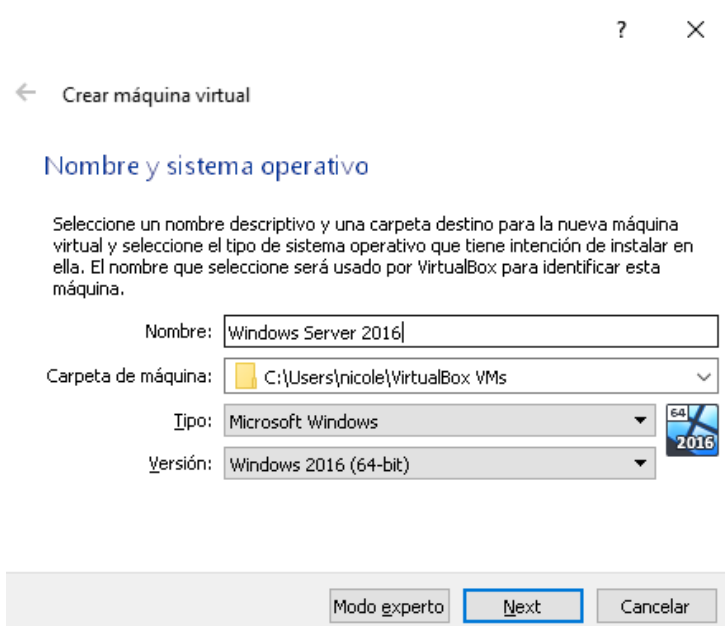 ?
Crear máquina virtual
Nombre y sistema operativo
Seleccione un nombre descriptivo y una carpeta destino para la nueva máquina
virtual y seleccione el tipo de sistema operativo que tiene intención de instalar en
ella. El nombre que seleccione será usado por VirtualBox para identificar esta
máquina.
Nombre: Windows Server 2016
Carpeta de máquina: C:\Users\nicole\VirtualBox VMs
Tipo: Microsoft Windows
64
2016
Versión: Windows 2016 (64-bit)
Modo experto Next Cancelar